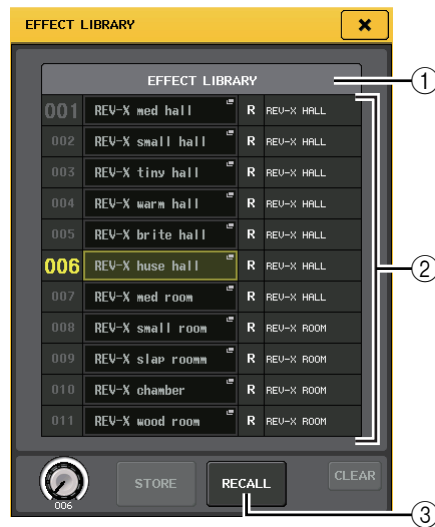 EFFECT LIBRARY
EFFECT LIBRARY
①
001 REV-X med hall R REV-X HALL
002 REV-X small hall R REV-X HALL
003 REV-X tiny hall R REV-X HALL
004 REV-X warm hall R REV-X HALL
005 REV-X brite hall R REV-X HALL
006 REV-X huse hall R REV-X HALL
②
007 REV-X med room R REV-X HALL
008 REV-X small room R REV-X ROOM
009 REV-X slap roomm R REV-X ROOM
010 REV-X chamber R REV-X ROOM
011 REV-X wood room R REV-X ROOM
006 STORE RECALL CLEAR
③